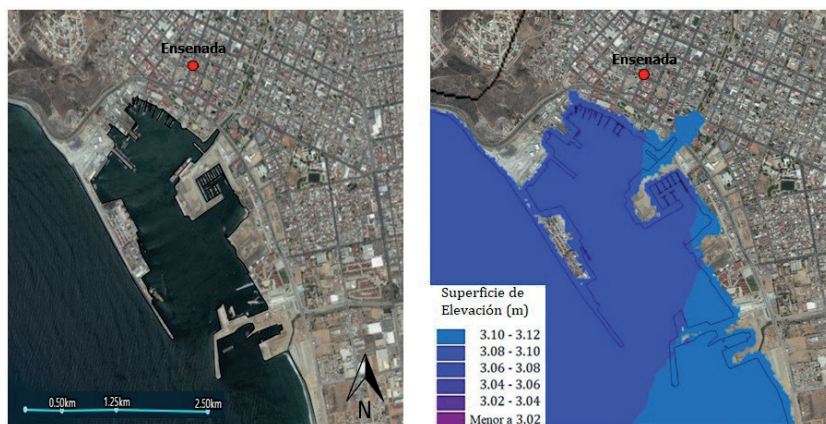 Ensenada
0.50km 1.25km 2.50km
N
Ensenada
Superficie de
Elevación (m)
3.10 - 3.12
3.08 - 3.10
3.06 - 3.08
3.04 - 3.06
3.02 - 3.04
Menor a 3.02